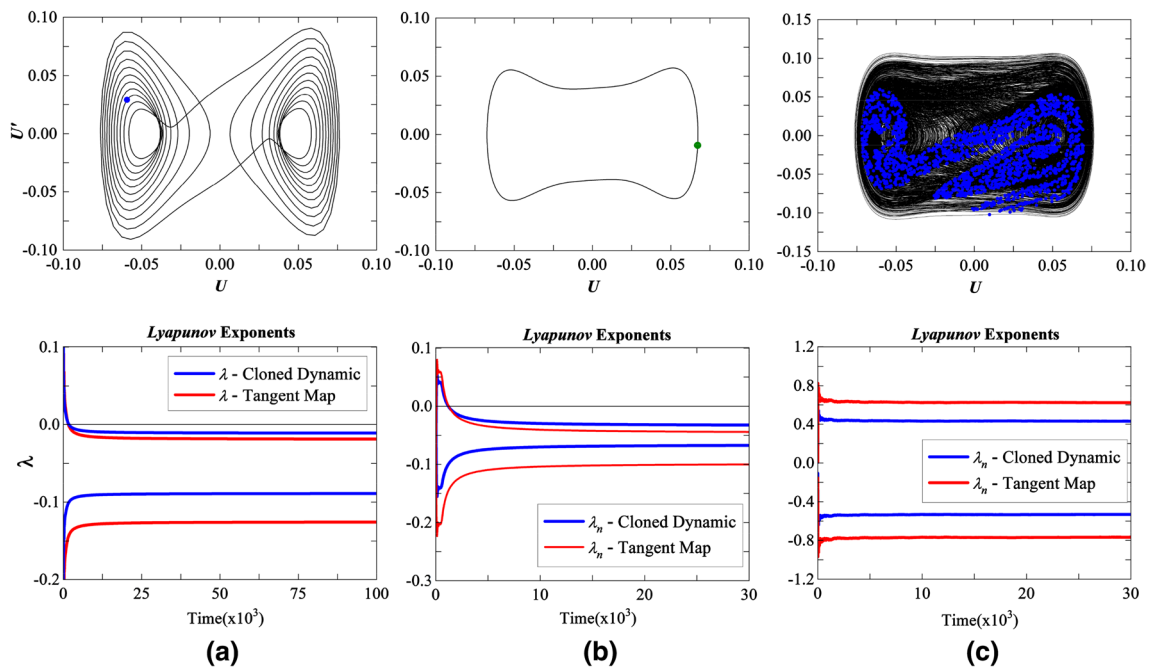 0.10
0.05
0.00
-0.05
-0.10
U'
-0.10 -0.05 0.00 0.05 0.10
U
0.10
0.05
0.00
-0.05
-0.10
-0.10 -0.05 0.00 0.05 0.10
U
0.15
0.10
0.05
0.00
-0.05
-0.10
-0.15
-0.10 -0.05 0.00 0.05 0.10
U
Lyapunov Exponents
0.1
0.0
-0.1
-0.2
λ
λ - Cloned Dynamic
λ - Tangent Map
0 25 50 75 100
Time(x10³)
(a)
Lyapunov Exponents
0.1
0.0
-0.1
-0.2
-0.3
λn - Cloned Dynamic
λn - Tangent Map
0 10 20 30
Time(x10³)
(b)
Lyapunov Exponents
1.2
0.8
0.4
0.0
-0.4
-0.8
-1.2
λn - Cloned Dynamic
λn - Tangent Map
0 10 20 30
Time(x10³)
(c)